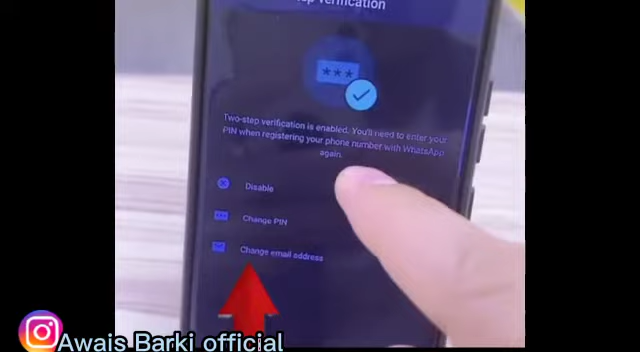 verification
***
Two-step verification is enabled. You'll need to enter your
PIN when registering your phone number with WhatsApp
again.
Disable
Change PIN
Change email address
Awais Barki official